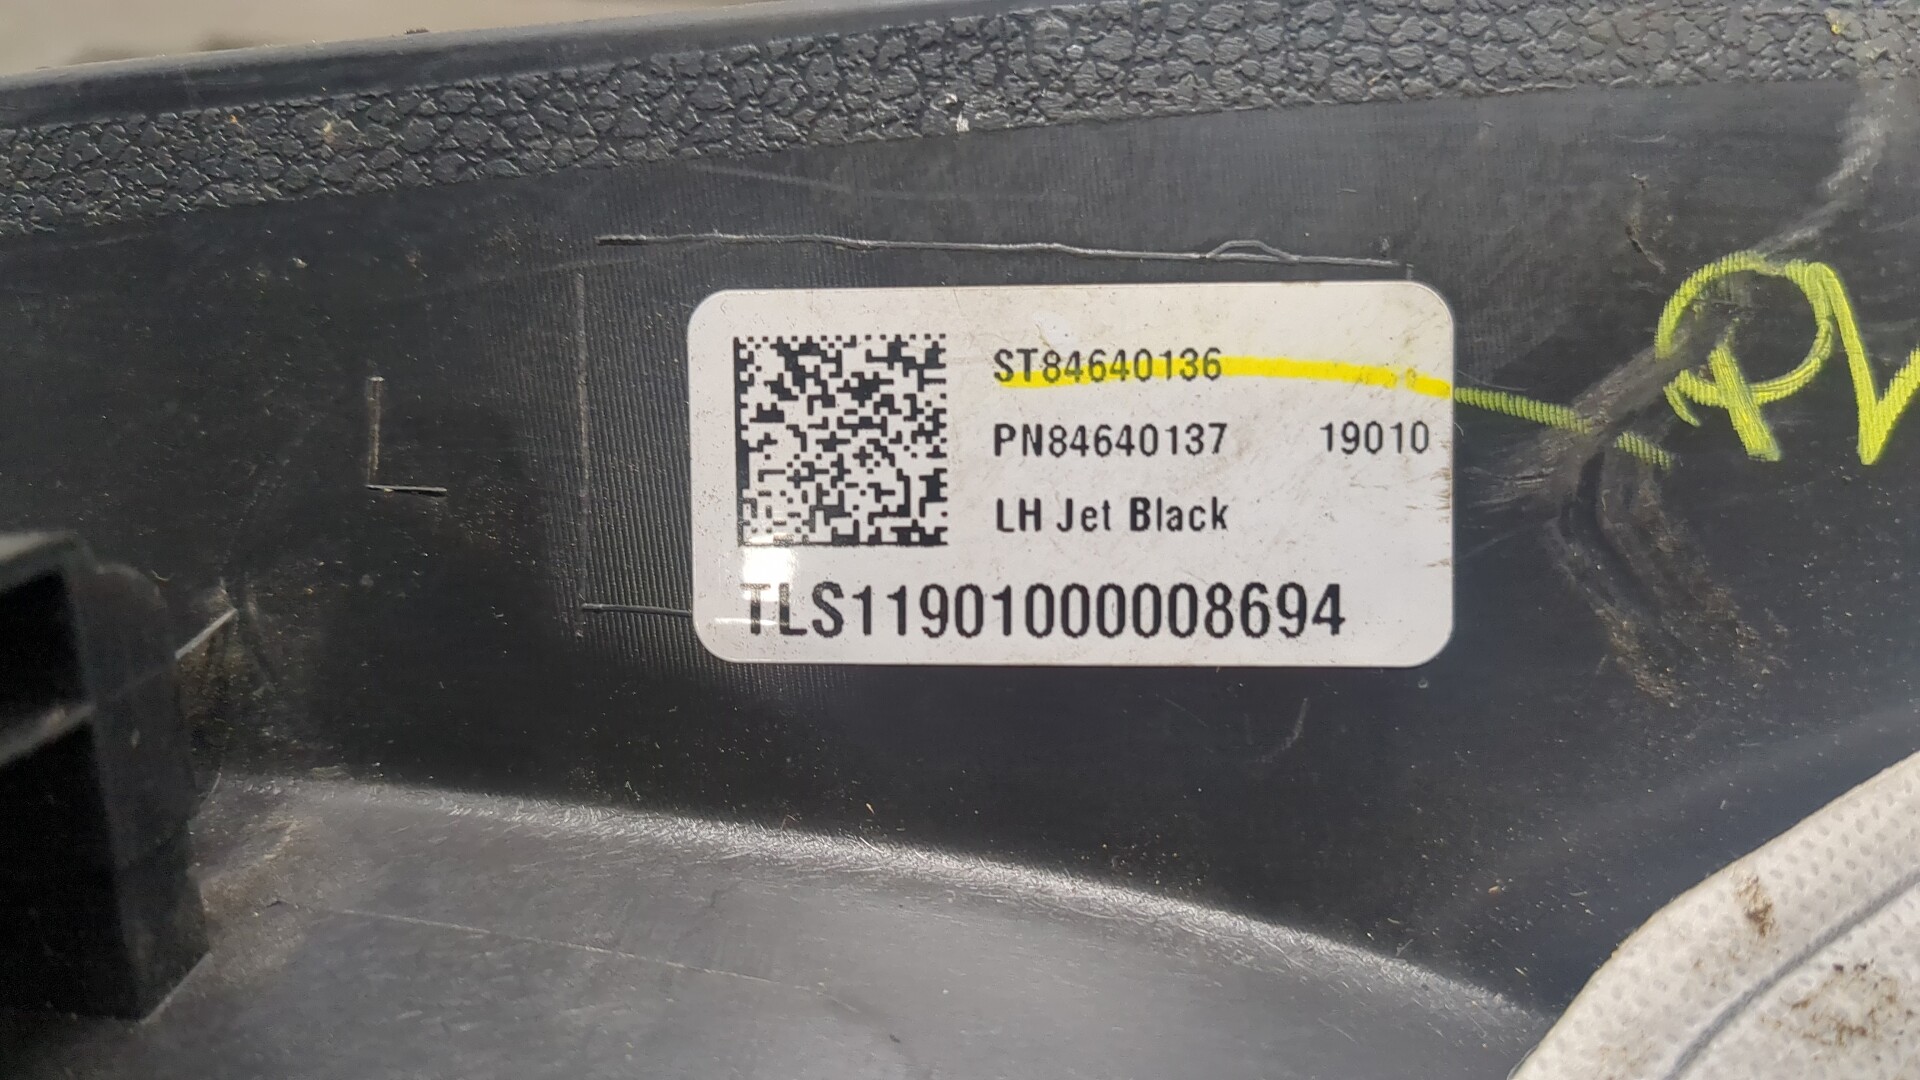 ST84640136
PN84640137 19010
LH Jet Black
TLS11901000008694